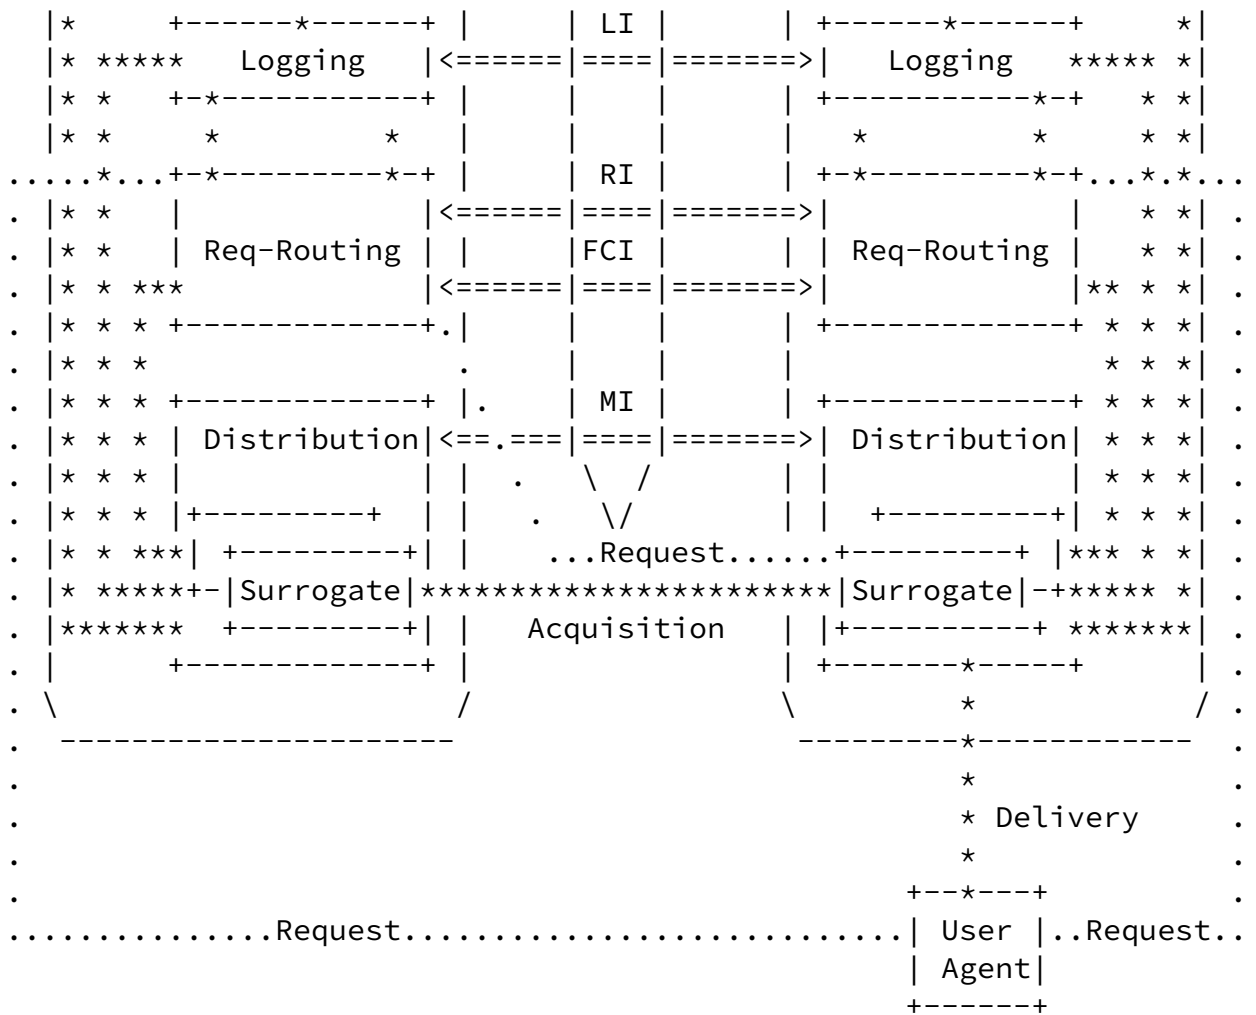 LI
Logging Logging
RI
FCI
Req-Routing Req-Routing
MI
Distribution Distribution
Request
Surrogate Surrogate
Acquisition
Delivery
Request User Request
Agent